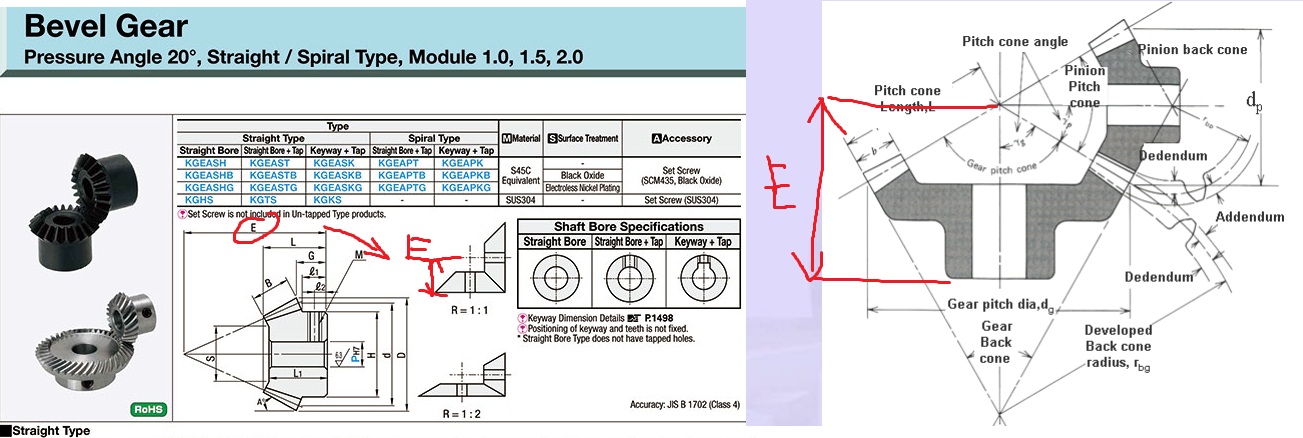 Bevel Gear
Pressure Angle 20°, Straight / Spiral Type, Module 1.0, 1.5, 2.0
Type
Straight Type
Spiral Type
M Material
S Surface Treatment
A Accessory
Straight Bore
Straight Bore + Tap
Keyway + Tap
Straight Bore + Tap
Keyway + Tap
KGEASH KGEAST KGEASK KGEAPT KGEAPK
S45C
Equivalent
-
Set Screw
(SCM435, Black Oxide)
KGEASHB KGEASTB KGEASKB KGEAPTB KGEAPKB
Black Oxide
KGEASHG KGEASTG KGEASKG KGEAPTG KGEAPKG
Electroless Nickel Plating
KGHS KGTS KGKS - - SUS304 - Set Screw (SUS304)
Set Screw is not included in Un-tapped Type products.
E
L
G
ℓ1
ℓ2
M
B
S
L1
63
PH7
H
d
D
A°
E
R = 1 : 1
R = 1 : 2
Shaft Bore Specifications
Straight Bore
Straight Bore + Tap
Keyway + Tap
Keyway Dimension Details P.1498
Positioning of keyway and teeth is not fixed.
* Straight Bore Type does not have tapped holes.
Accuracy: JIS B 1702 (Class 4)
RoHS
Straight Type
E
Pitch cone angle
Pinion back cone
Pitch cone
Length,L
Pinion
Pitch
cone
dp
b
Gear pitch cone
Dedendum
Addendum
Dedendum
Gear pitch dia,dg
Gear
Back
cone
Developed
Back cone
radius, rbg